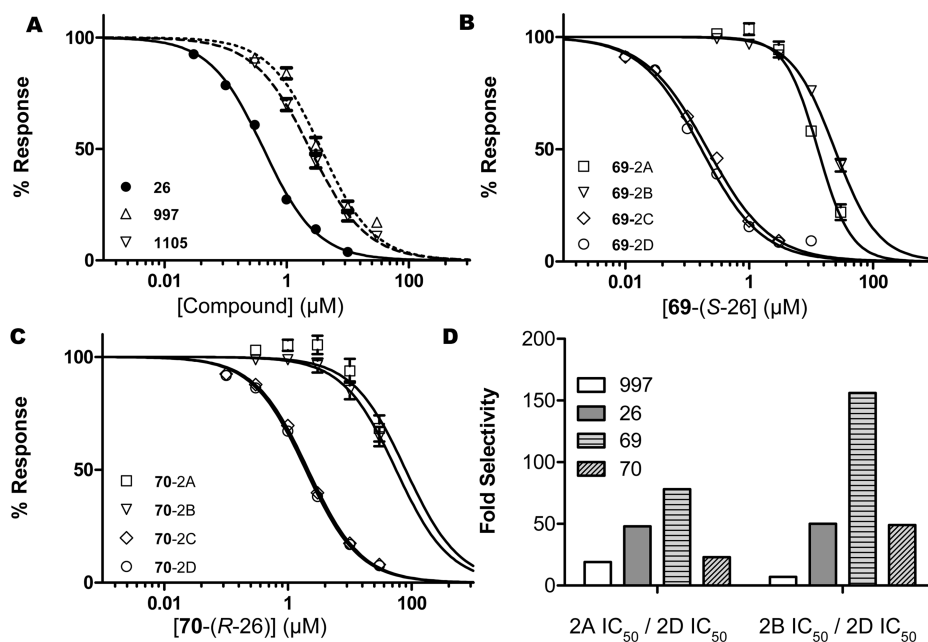 A
% Response
100
50
0
26
997
1105
0.01
1
100
[Compound] (µM)
B
% Response
100
50
0
69-2A
69-2B
69-2C
69-2D
0.01
1
100
[69-(S-26] (µM)
C
% Response
100
50
0
70-2A
70-2B
70-2C
70-2D
0.01
1
100
[70-(R-26)] (µM)
D
Fold Selectivity
200
150
100
50
0
997
26
69
70
2A IC50 / 2D IC50
2B IC50 / 2D IC50